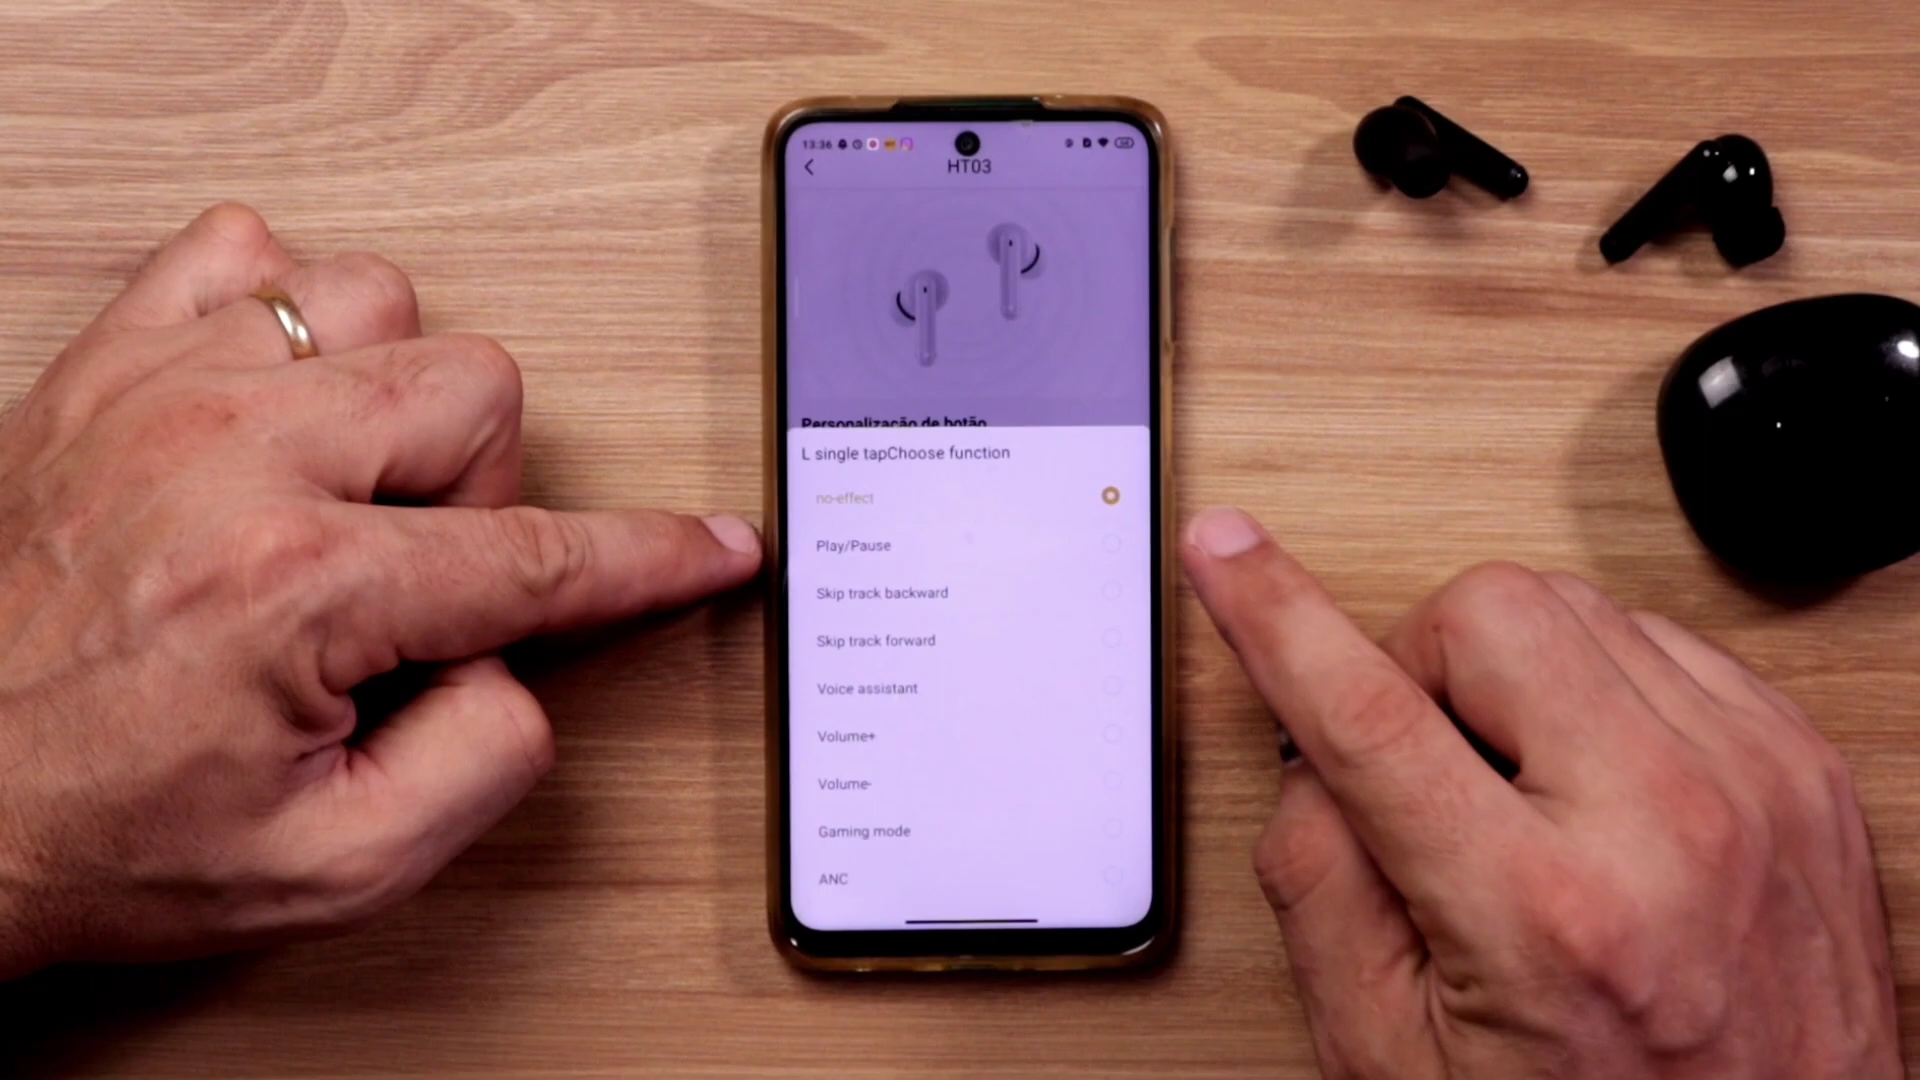 13:36
HT03
Personalização de botão
L single tapChoose function
no-effect
Play/Pause
Skip track backward
Skip track forward
Voice assistant
Volume+
Volume-
Gaming mode
ANC